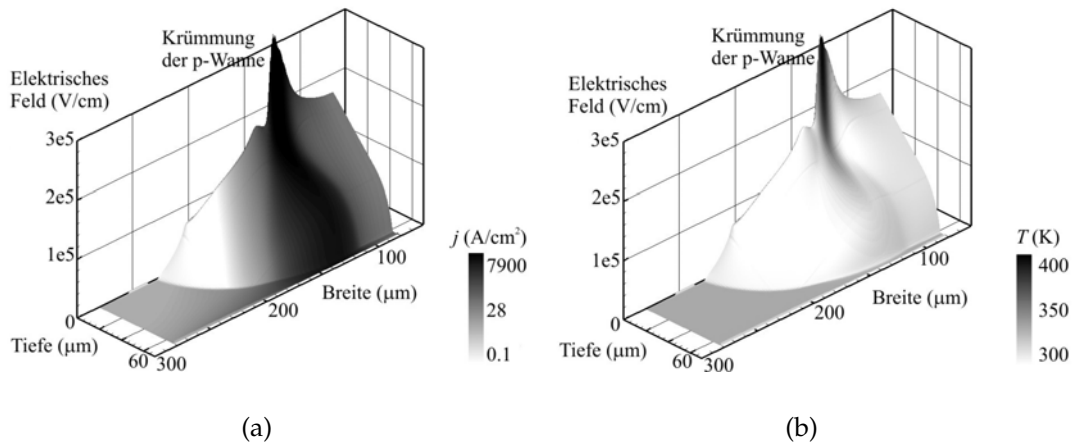 Krümmung
der p-Wanne
Elektrisches
Feld (V/cm)
3e5
2e5
1e5
0
Tiefe (µm)
60
300
200
100
Breite (µm)
j (A/cm²)
7900
28
0.1
(a)
Krümmung
der p-Wanne
Elektrisches
Feld (V/cm)
3e5
2e5
1e5
0
Tiefe (µm)
60
300
200
100
Breite (µm)
T (K)
400
350
300
(b)